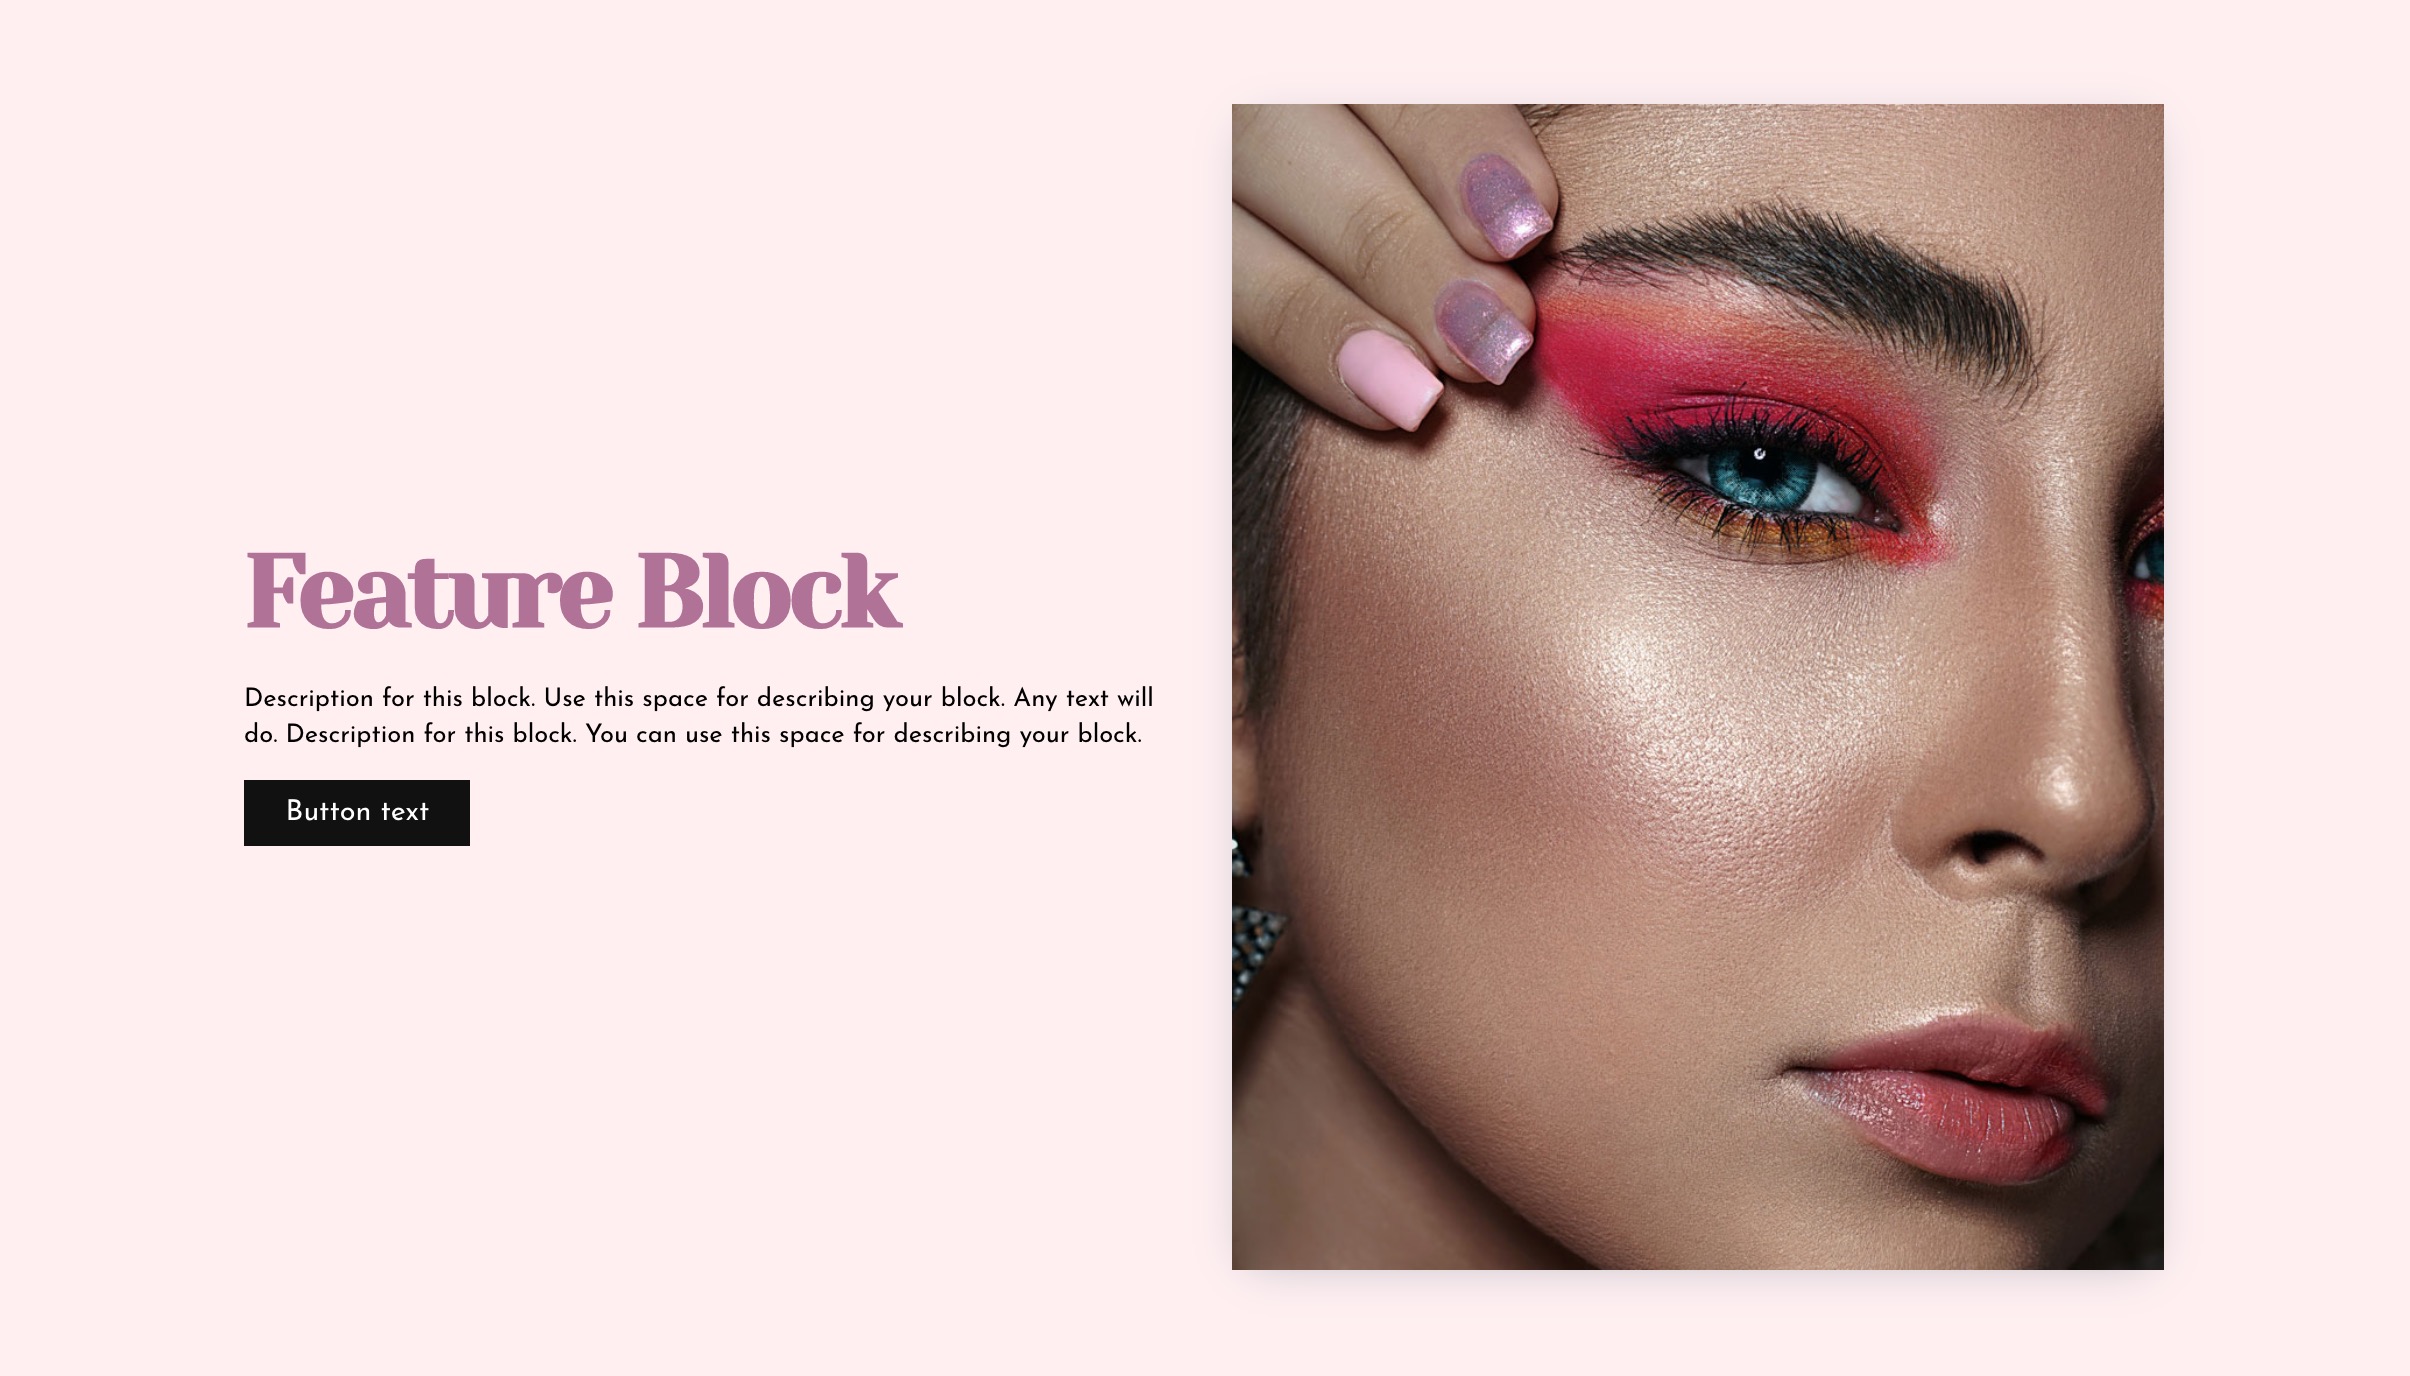 Feature Block
Description for this block. Use this space for describing your block. Any text will
do. Description for this block. You can use this space for describing your block.
Button text